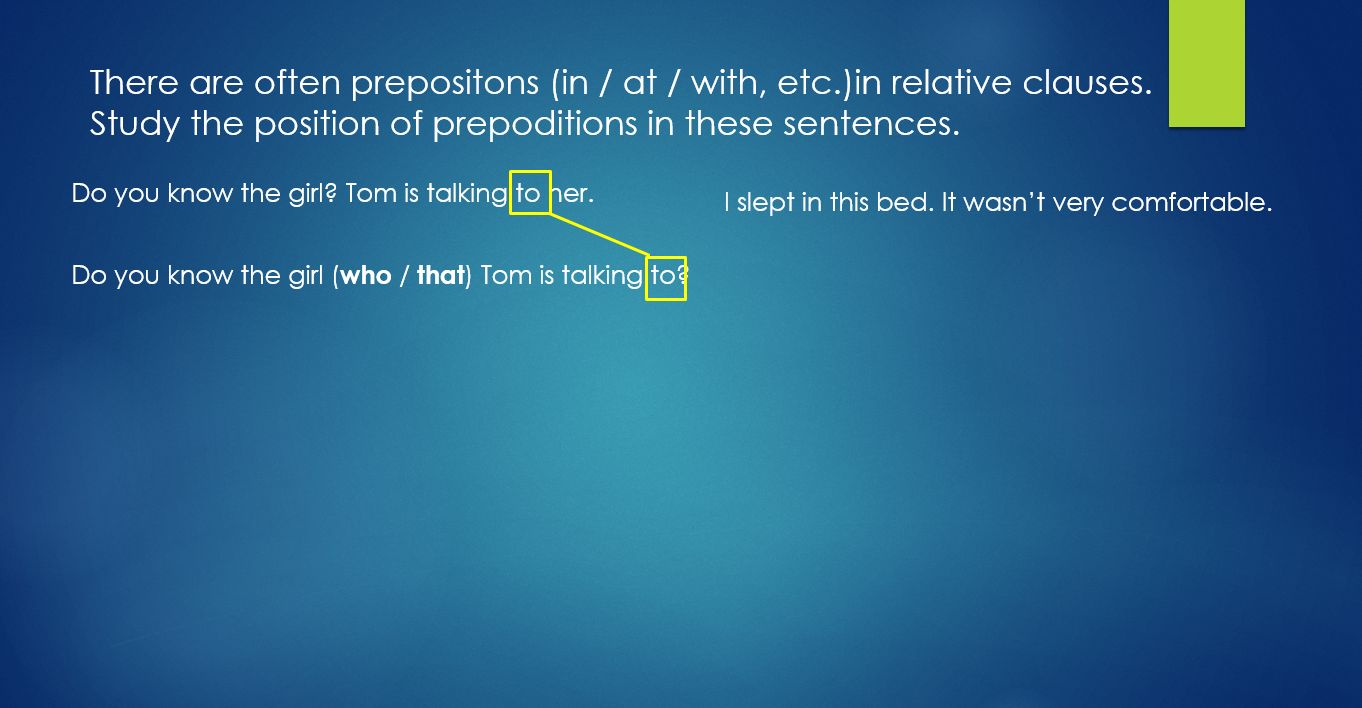 There are often prepositons (in / at / with, etc.)in relative clauses.
Study the position of prepoditions in these sentences.
Do you know the girl? Tom is talking to her.
I slept in this bed. It wasn’t very comfortable.
Do you know the girl (who / that) Tom is talking to?